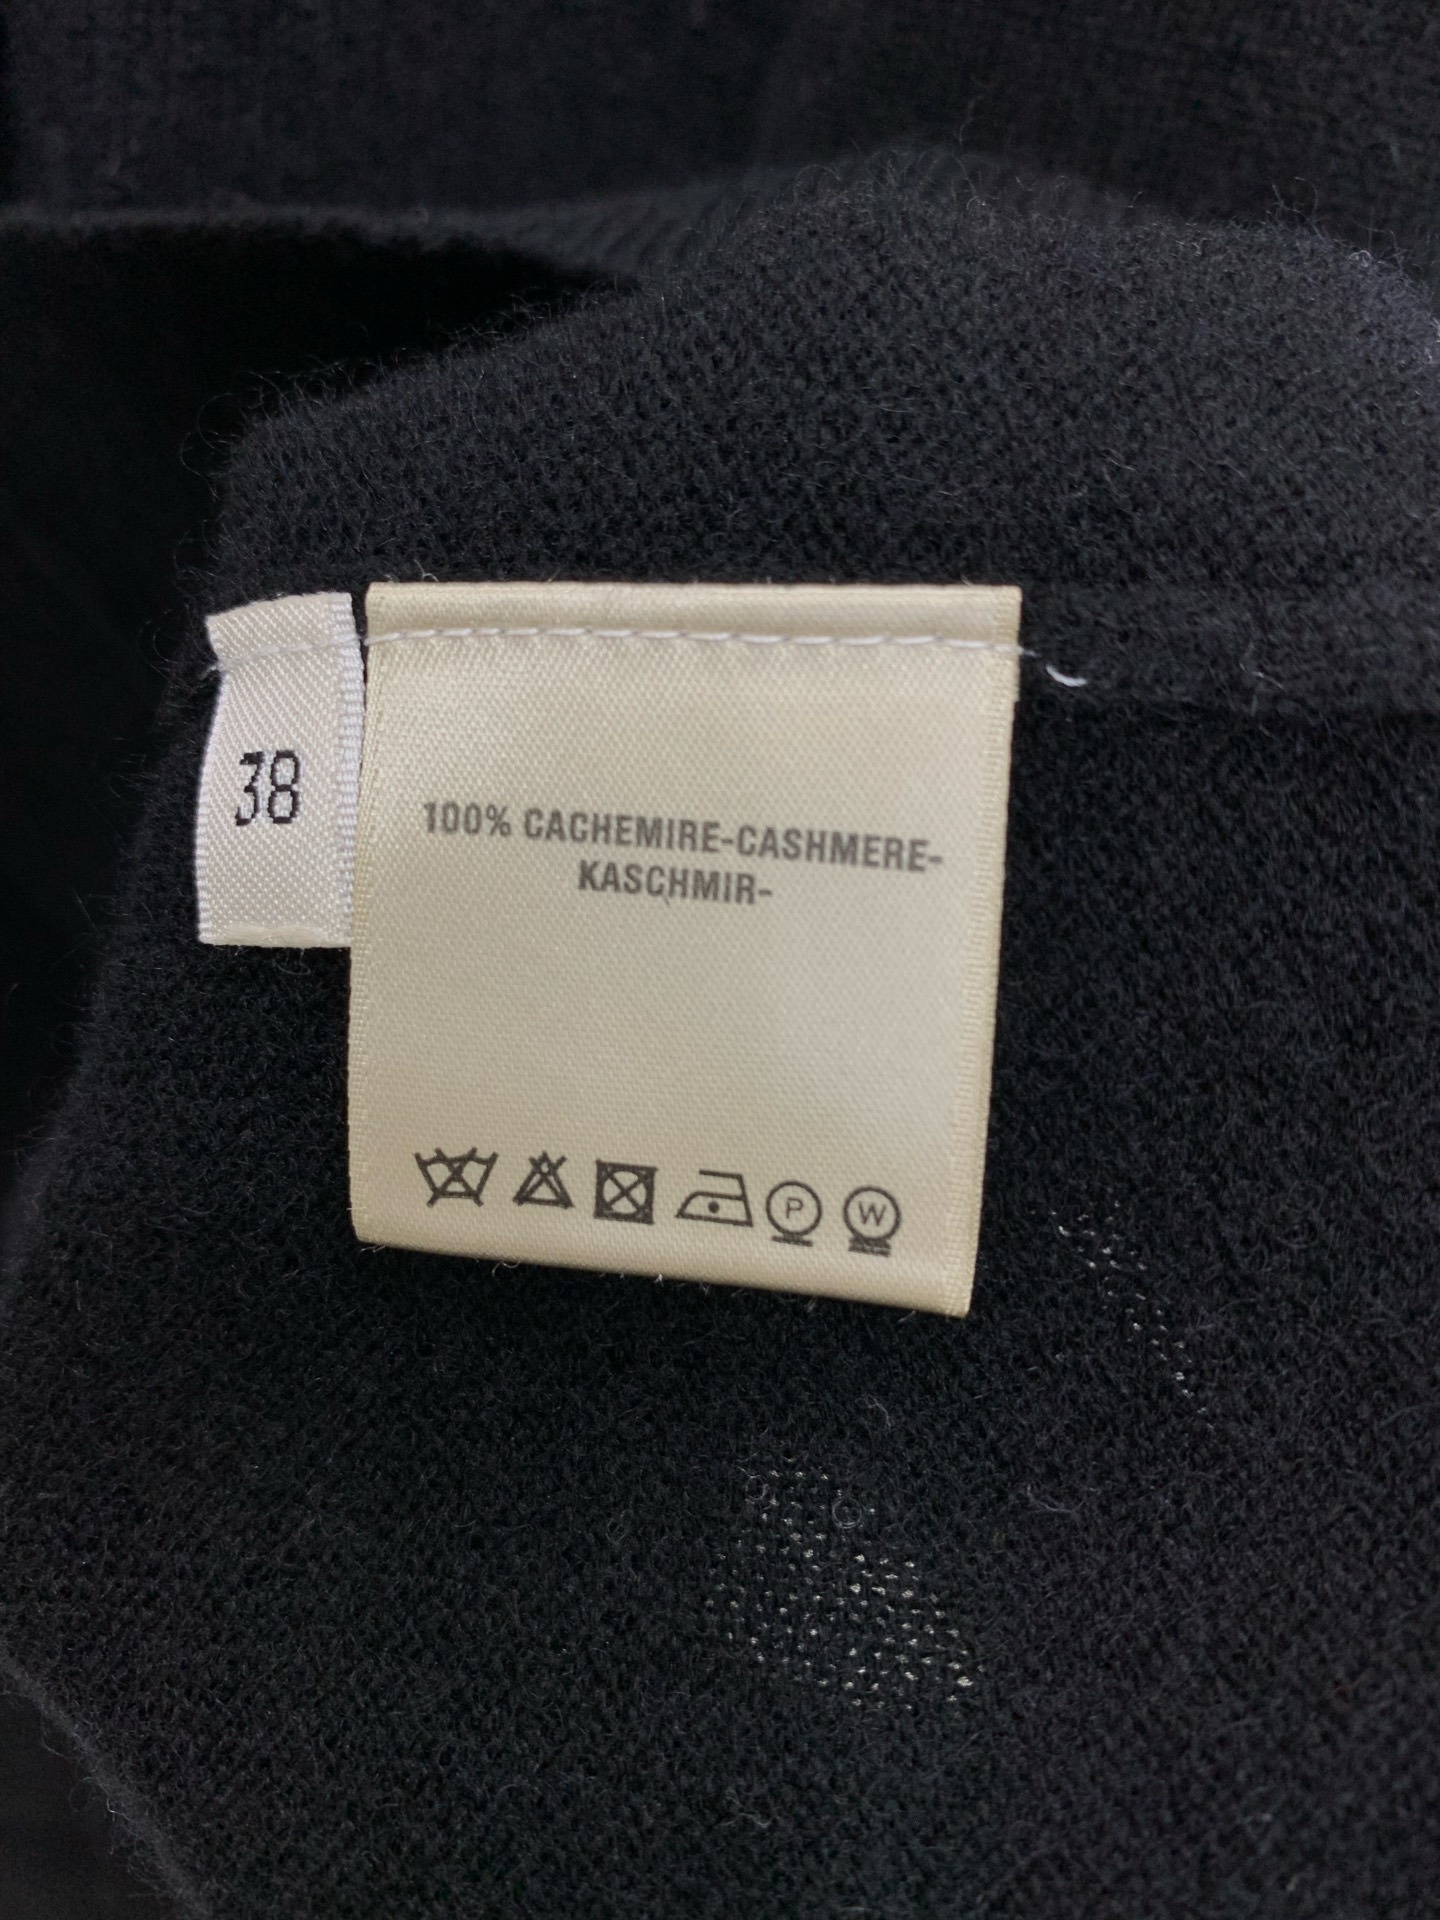 38
100% CACHEMIRE-CASHMERE-
KASCHMIR-
P
W